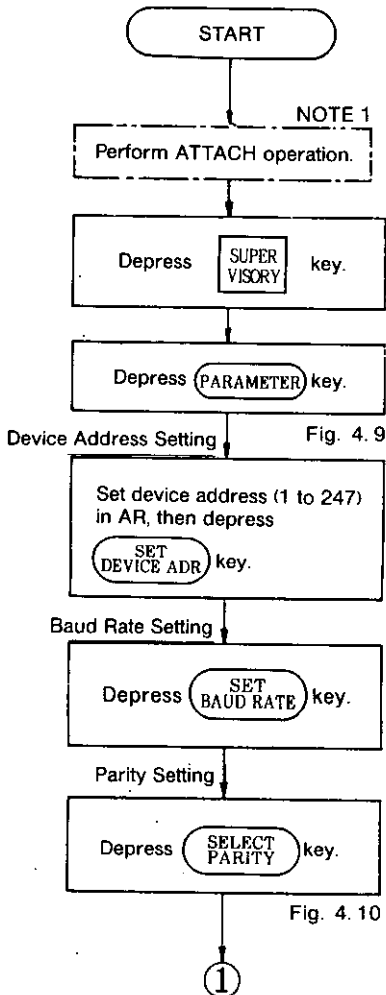 START
NOTE 1
Perform ATTACH operation.
Depress SUPER VISORY key.
Depress PARAMETER key.
Fig. 4.9
Device Address Setting
Set device address (1 to 247)
in AR, then depress
SET DEVICE ADR key.
Baud Rate Setting
Depress SET BAUD RATE key.
Parity Setting
Depress SELECT PARITY key.
Fig. 4.10
1